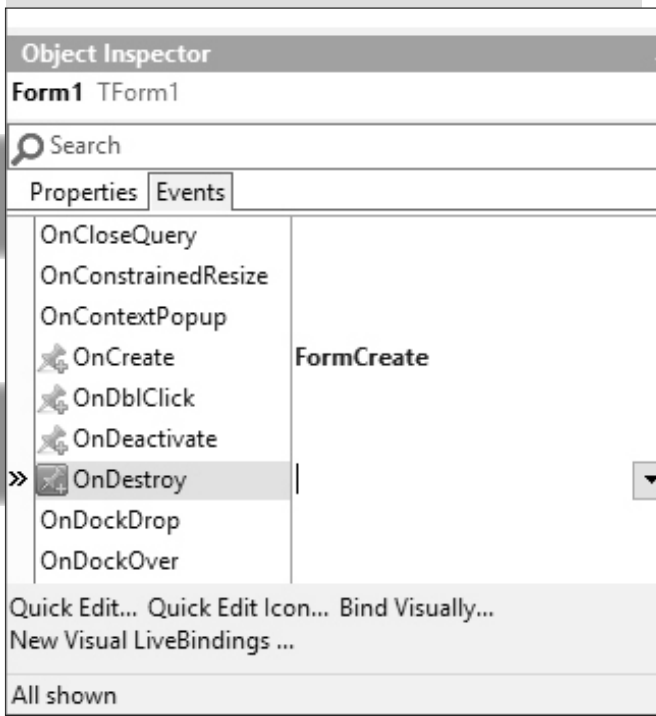 Object Inspector
Form1 TForm1
Search
Properties Events
OnCloseQuery
OnConstrainedResize
OnContextPopup
OnCreate FormCreate
OnDblClick
OnDeactivate
OnDestroy
OnDockDrop
OnDockOver
Quick Edit... Quick Edit Icon... Bind Visually...
New Visual LiveBindings ...
All shown